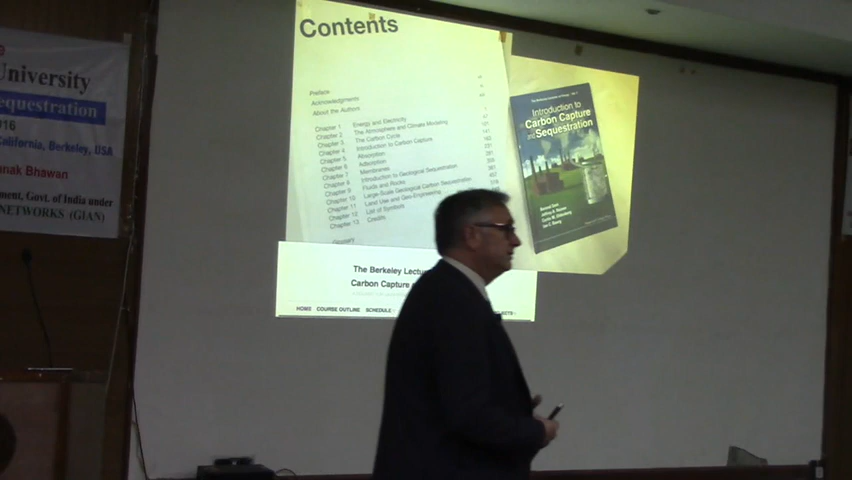 University
equestration
016
California, Berkeley, USA
anak Bhawan
ment, Govt. of India under
NETWORKS (GIAN)
Contents
Preface
Acknowledgments
About the Authors
Chapter 1 Energy and Electricity
Chapter 2 The Atmosphere and Climate Modeling
Chapter 3 The Carbon Cycle
Chapter 4 Introduction to Carbon Capture
Chapter 5 Absorption
Chapter 6 Adsorption
Chapter 7 Membranes
Chapter 8 Introduction to Geological Sequestration
Chapter 9 Fluids and Rocks
Chapter 10 Large-Scale Geological Carbon Sequestration
Chapter 11 Land Use and Geo-Engineering
Chapter 12 List of Symbols
Chapter 13 Credits
Glossary
Introduction to
Carbon Capture
and Sequestration
The Berkeley Lectu
Carbon Capture
HOME COURSE OUTLINE SCHEDULE